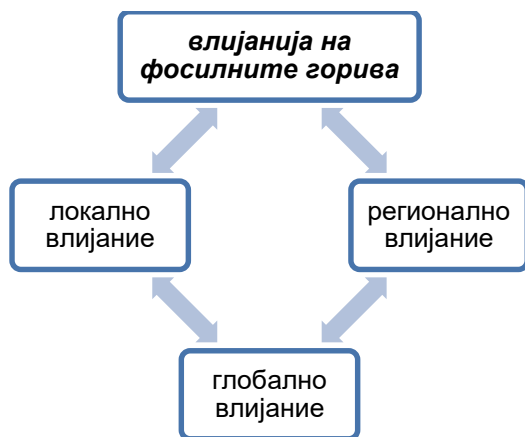 влијанија на
фосилните горива
локално
влијание
регионално
влијание
глобално
влијание